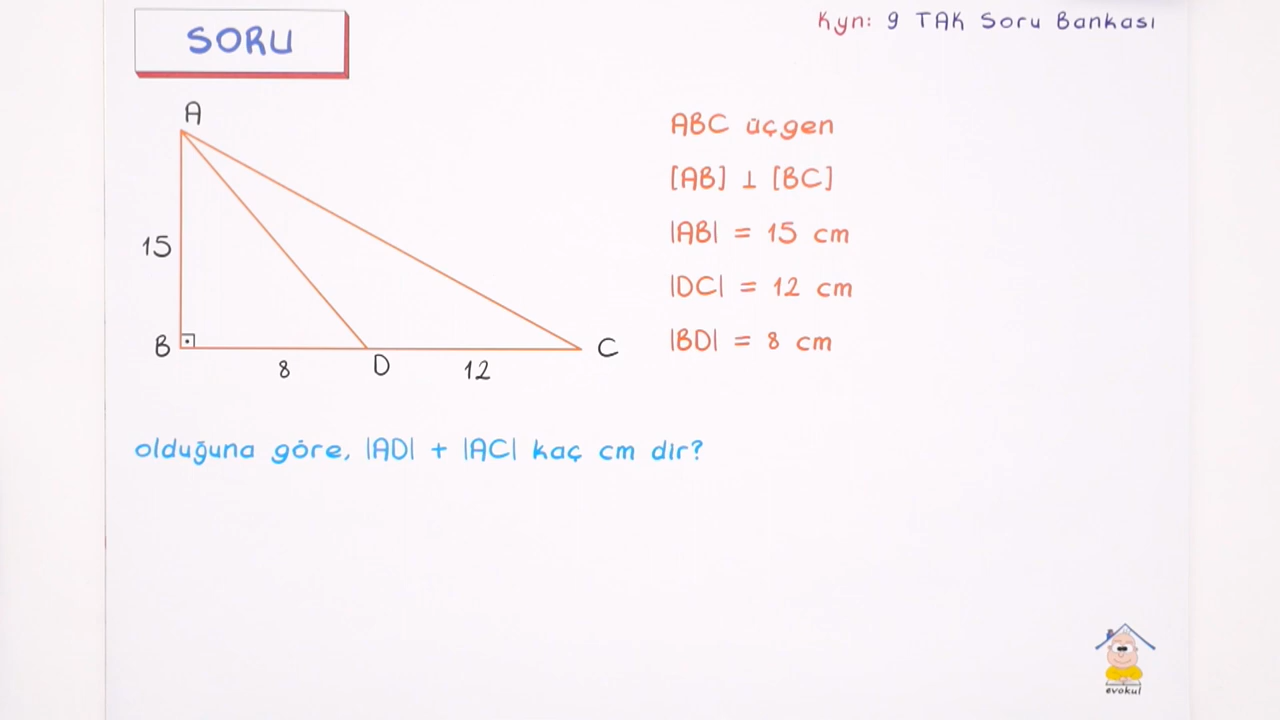 SORU
Kyn: 9 TAK Soru Bankası
A
15
B
8
D
12
C
ABC üçgen
[AB] ⊥ [BC]
|AB| = 15 cm
|DC| = 12 cm
|BD| = 8 cm
olduğuna göre, |AD| + |AC| kaç cm dir?
evokul